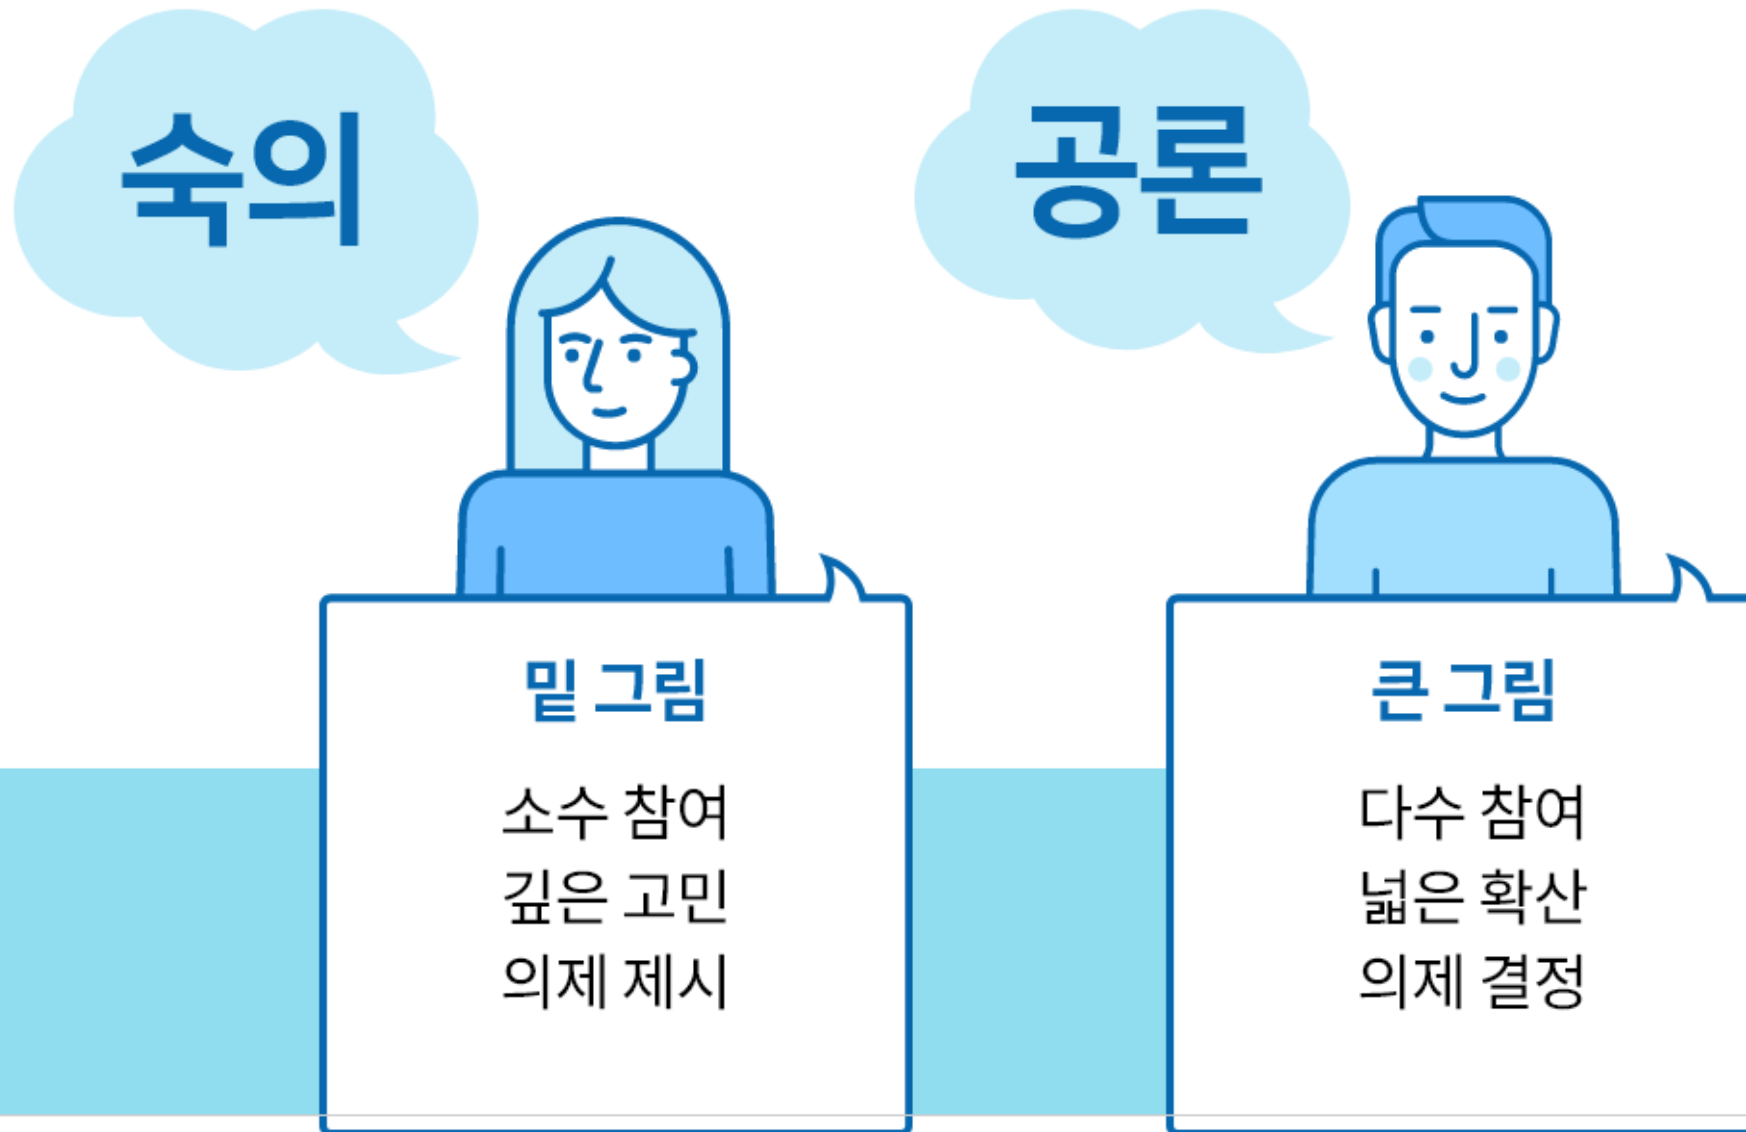 숙의
밑 그림
소수 참여
깊은 고민
의제 제시
공론
큰 그림
다수 참여
넓은 확산
의제 결정